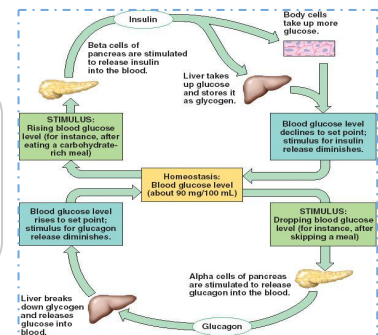 Insulin
Body cells
take up more
glucose.
Beta cells of
pancreas are stimulated
to release insulin
into the blood.
Liver takes
up glucose
and stores it
as glycogen.
STIMULUS:
Rising blood glucose
level (for instance, after
eating a carbohydrate-
rich meal)
Blood glucose level
declines to set point;
stimulus for insulin
release diminishes.
Homeostasis:
Blood glucose level
(about 90 mg/100 mL)
Blood glucose level
rises to set point;
stimulus for glucagon
release diminishes.
STIMULUS:
Dropping blood glucose
level (for instance, after
skipping a meal)
Alpha cells of pancreas
are stimulated to release
glucagon into the blood.
Liver breaks
down glycogen
and releases
glucose into
blood.
Glucagon